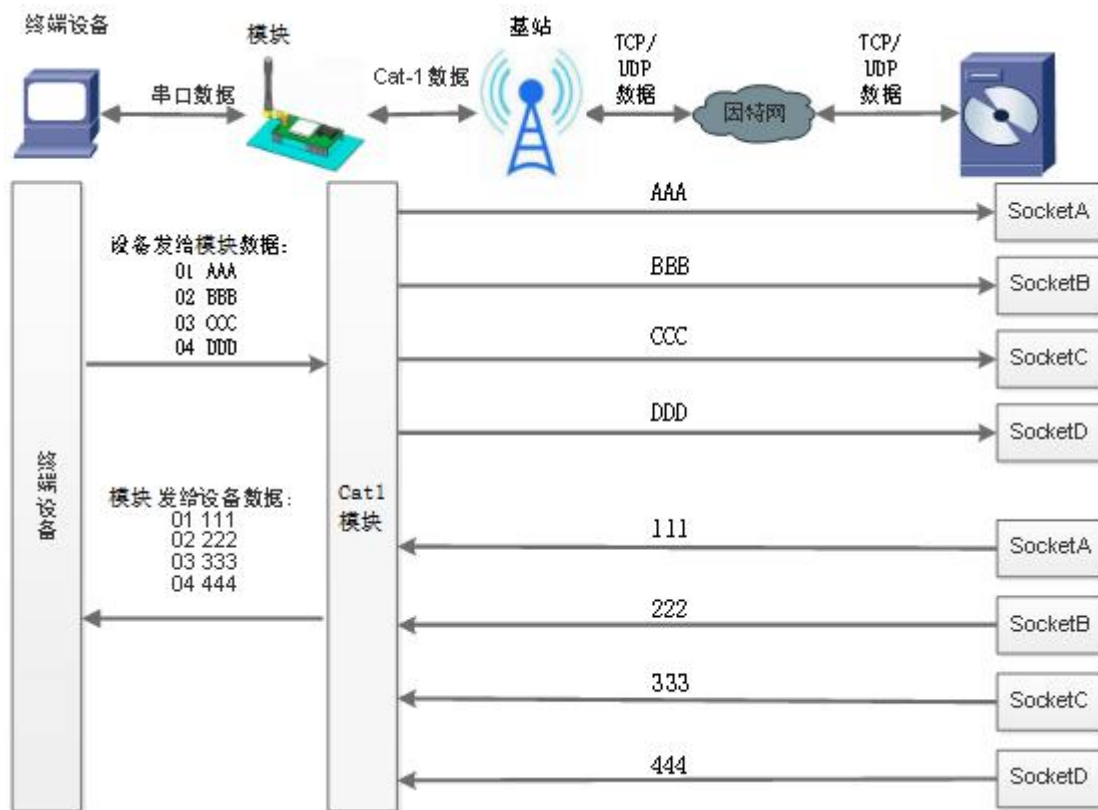 终端设备
模块
基站
TCP/
UDP
数据
TCP/
UDP
数据
串口数据
Cat-1 数据
因特网
AAA
SocketA
设备发给模块数据：
01 AAA
02 BBB
03 CCC
04 DDD
BBB
SocketB
CCC
SocketC
DDD
SocketD
终端设备
Cat1
模块
模块 发给设备数据：
01 111
02 222
03 333
04 444
111
SocketA
222
SocketB
333
SocketC
444
SocketD